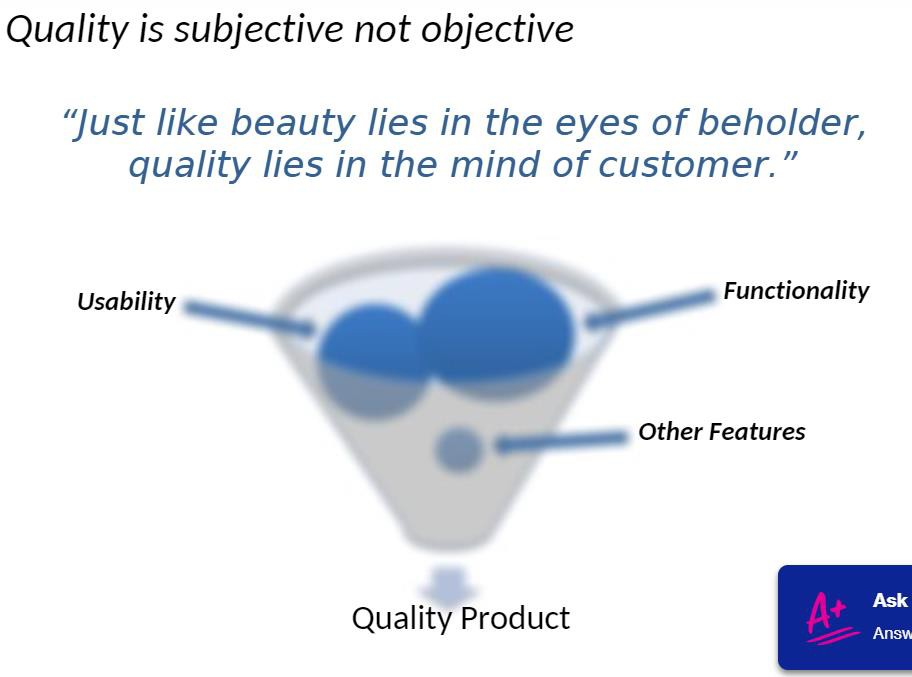 Quality is subjective not objective
“Just like beauty lies in the eyes of beholder,
quality lies in the mind of customer.”
Usability
Functionality
Other Features
Quality Product
A+
Ask